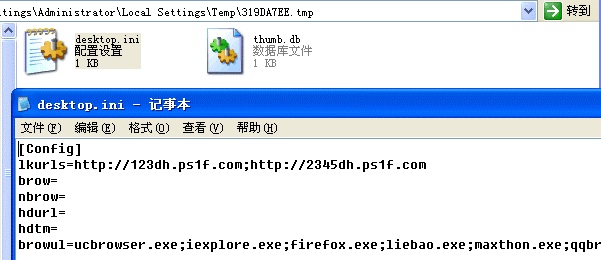 ttings\Administrator\Local Settings\Temp\319DA7EE.tmp
转到
desktop.ini
配置设置
1 KB
thumb.db
数据库文件
1 KB
desktop.ini - 记事本
文件(F) 编辑(E) 格式(O) 查看(V) 帮助(H)
[Config]
lkurls=http://123dh.ps1f.com;http://2345dh.ps1f.com
brow=
nbrow=
hdurl=
hdtm=
browul=ucbrowser.exe;iexplore.exe;firefox.exe;liebao.exe;maxthon.exe;qqbr